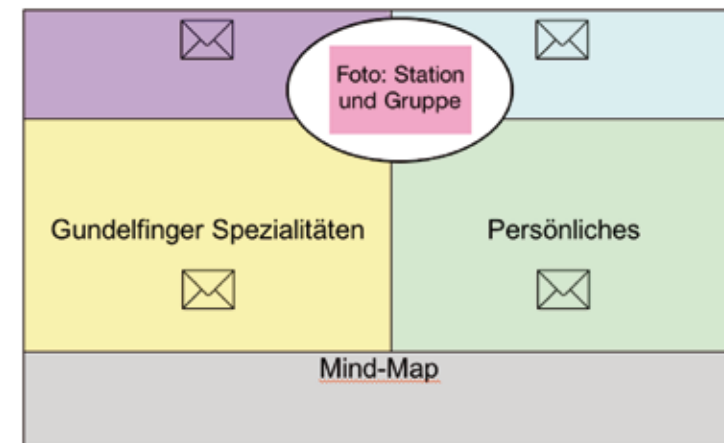 Foto: Station
und Gruppe
Gundelfinger Spezialitäten
Persönliches
Mind-Map